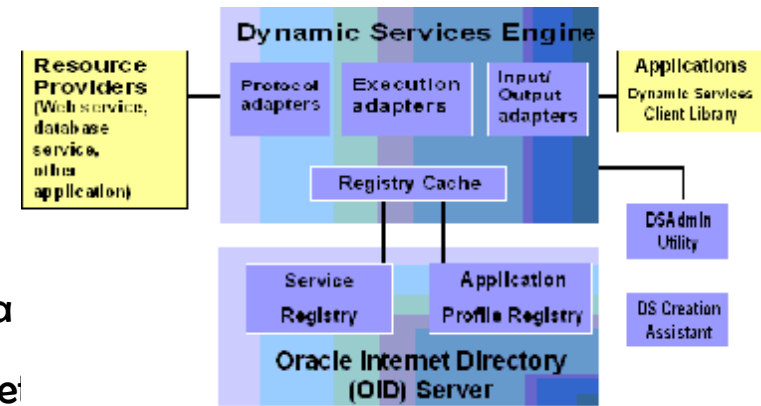 Dynamic Services Engine
Resource
Providers
(Web service,
database
service,
other
application)
Protocol
adapters
Execution
adapters
Input/
Output
adapters
Applications
Dynamic Services
Client Library
Registry Cache
DSAdmin
Utility
Service
Registry
Application
Profile Registry
DS Creation
Assistant
Oracle Internet Directory
(OID) Server
a